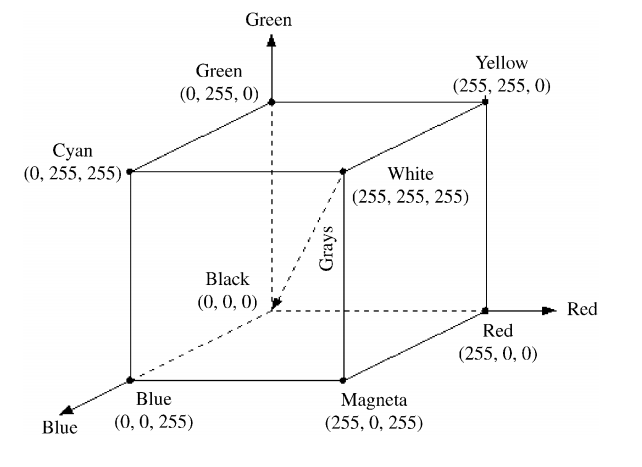 Green
Green
(0, 255, 0)
Yellow
(255, 255, 0)
Cyan
(0, 255, 255)
White
(255, 255, 255)
Grays
Black
(0, 0, 0)
Red
Red
(255, 0, 0)
Blue
(0, 0, 255)
Magneta
(255, 0, 255)
Blue